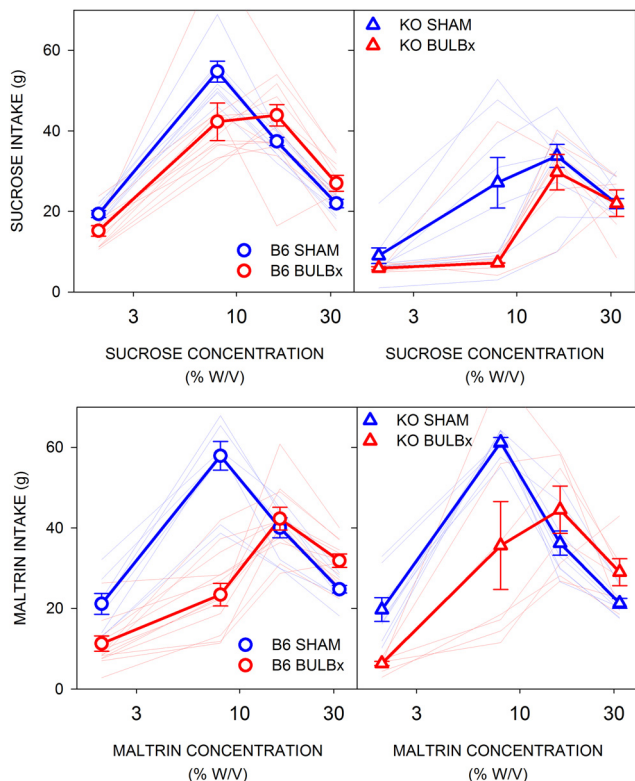 60
40
20
0
SUCROSE INTAKE (g)
B6 SHAM
B6 BULBx
KO SHAM
KO BULBx
3 10 30 3 10 30
SUCROSE CONCENTRATION SUCROSE CONCENTRATION
(% W/V) (% W/V)
60
40
20
0
MALTRIN INTAKE (g)
B6 SHAM
B6 BULBx
KO SHAM
KO BULBx
3 10 30 3 10 30
MALTRIN CONCENTRATION MALTRIN CONCENTRATION
(% W/V) (% W/V)